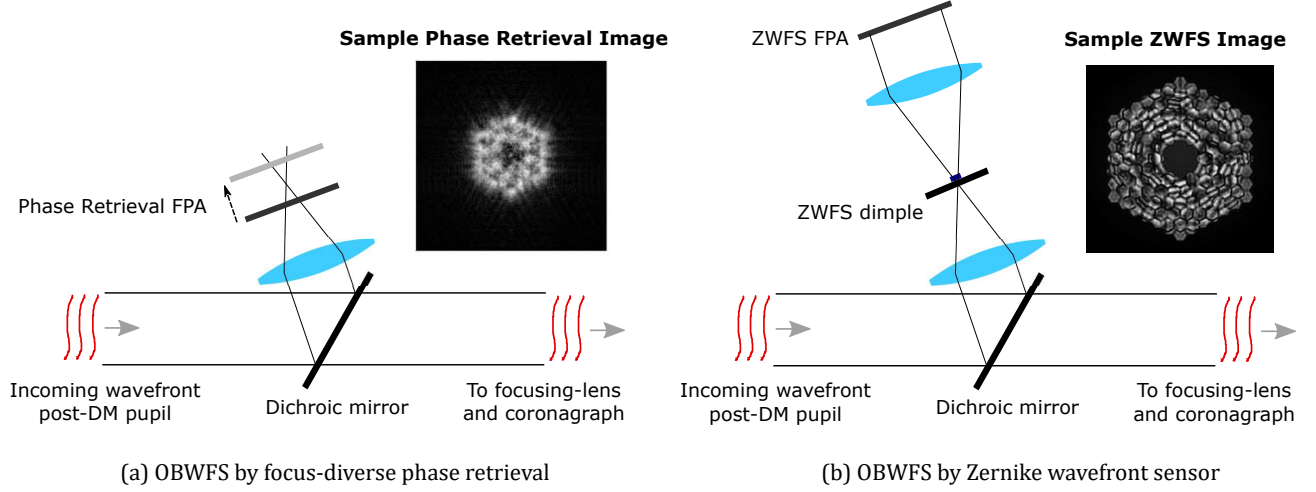 Sample Phase Retrieval Image
Phase Retrieval FPA
Incoming wavefront
post-DM pupil
Dichroic mirror
To focusing-lens
and coronagraph
(a) OBWFS by focus-diverse phase retrieval
ZWFS FPA
Sample ZWFS Image
ZWFS dimple
Incoming wavefront
post-DM pupil
Dichroic mirror
To focusing-lens
and coronagraph
(b) OBWFS by Zernike wavefront sensor